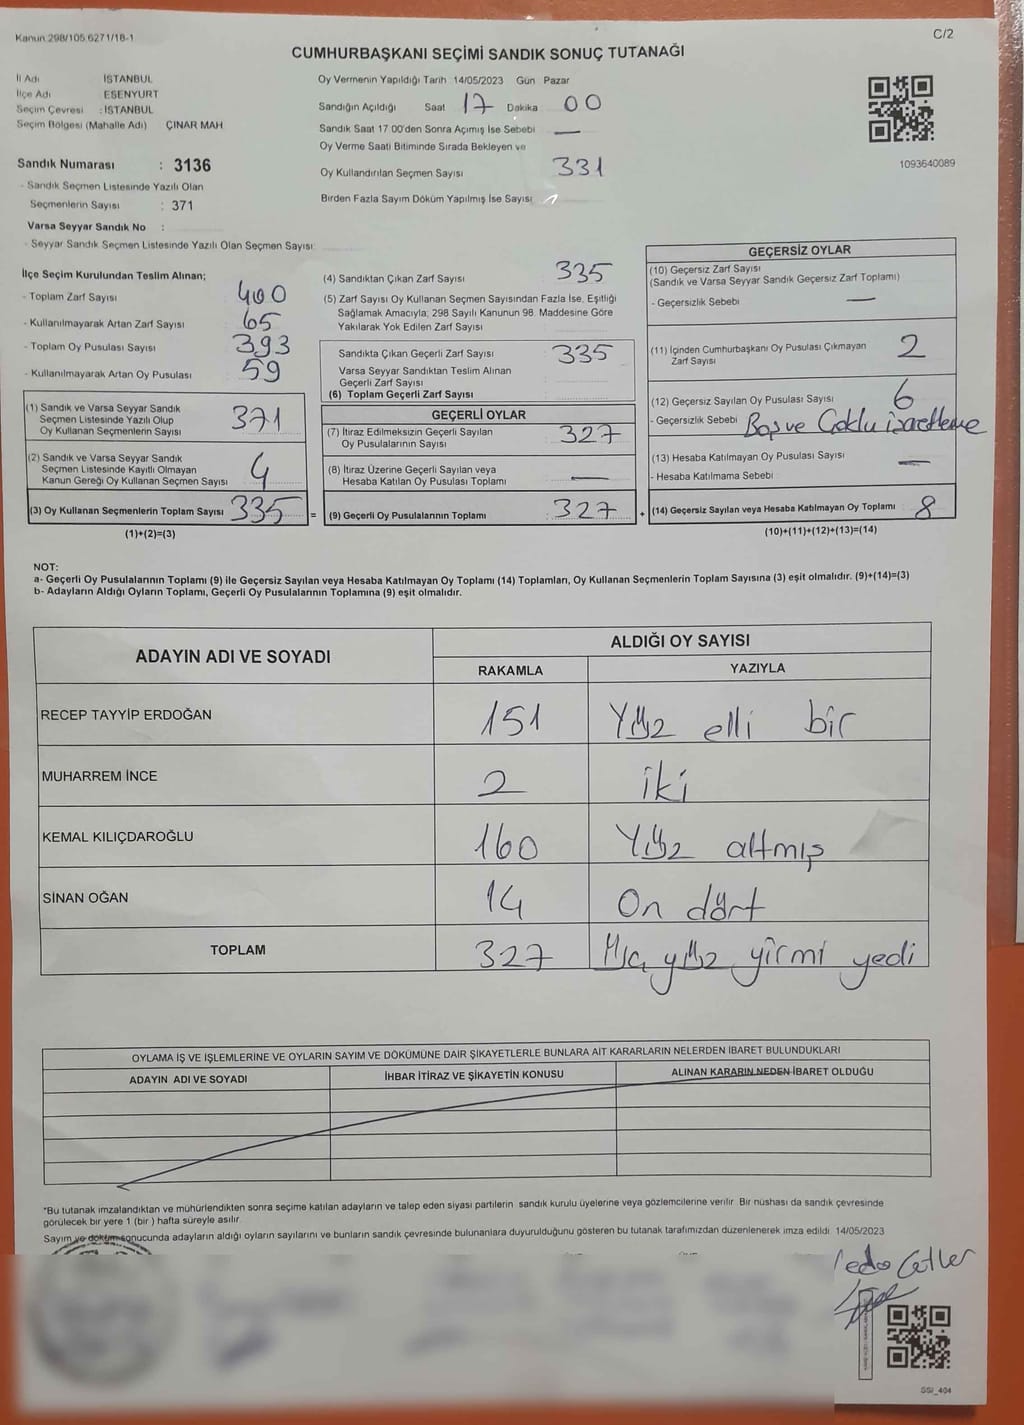 Kanun 298/105.6271/18-1
C/2
CUMHURBAŞKANI SEÇİMİ SANDIK SONUÇ TUTANAĞI
İl Adı İSTANBUL
İlçe Adı ESENYURT
Seçim Çevresi : İSTANBUL
Seçim Bölgesi (Mahalle Adı) ÇINAR MAH
Sandık Numarası : 3136
- Sandık Seçmen Listesinde Yazılı Olan
Seçmenlerin Sayısı : 371
Varsa Seyyar Sandık No :
- Seyyar Sandık Seçmen Listesinde Yazılı Olan Seçmen Sayısı:
Oy Vermenin Yapıldığı Tarih 14/05/2023 Gün Pazar
Sandığın Açıldığı Saat 17 Dakika 00
Sandık Saat 17:00'den Sonra Açımış İse Sebebi —
Oy Verme Saati Bitiminde Sırada Bekleyen ve
Oy Kullandırılan Seçmen Sayısı 331
Birden Fazla Sayım Döküm Yapılmış İse Sayısı
1093640089
İlçe Seçim Kurulundan Teslim Alınan;
- Toplam Zarf Sayısı 400
- Kullanılmayarak Artan Zarf Sayısı 65
- Toplam Oy Pusulası Sayısı 393
- Kullanılmayarak Artan Oy Pusulası 59
(1) Sandık ve Varsa Seyyar Sandık
Seçmen Listesinde Yazılı Olup
Oy Kullanan Seçmenlerin Sayısı 371
(2) Sandık ve Varsa Seyyar Sandık
Seçmen Listesinde Kayıtlı Olmayan
Kanun Gereği Oy Kullanan Seçmen Sayısı 4
(3) Oy Kullanan Seçmenlerin Toplam Sayısı 335 =
(1)+(2)=(3)
(4) Sandıktan Çıkan Zarf Sayısı 335
(5) Zarf Sayısı Oy Kullanan Seçmen Sayısından Fazla İse, Eşitliği
Sağlamak Amacıyla; 298 Sayılı Kanunun 98. Maddesine Göre
Yakılarak Yok Edilen Zarf Sayısı
Sandıkta Çıkan Geçerli Zarf Sayısı 335
Varsa Seyyar Sandıktan Teslim Alınan
Geçerli Zarf Sayısı
(6) Toplam Geçerli Zarf Sayısı
GEÇERLİ OYLAR
(7) İtiraz Edilmeksizin Geçerli Sayılan
Oy Pusulalarının Sayısı 327
(8) İtiraz Üzerine Geçerli Sayılan veya
Hesaba Katılan Oy Pusulası Toplamı —
(9) Geçerli Oy Pusulalarının Toplamı 327 +
GEÇERSİZ OYLAR
(10) Geçersiz Zarf Sayısı
(Sandık ve Varsa Seyyar Sandık Geçersiz Zarf Toplamı)
- Geçersizlik Sebebi —
(11) İçinden Cumhurbaşkanı Oy Pusulası Çıkmayan
Zarf Sayısı 2
(12) Geçersiz Sayılan Oy Pusulası Sayısı 6
- Geçersizlik Sebebi Boş ve Çoklu işaretleme
(13) Hesaba Katılmayan Oy Pusulası Sayısı —
- Hesaba Katılmama Sebebi
(14) Geçersiz Sayılan veya Hesaba Katılmayan Oy Toplamı 8
(10)+(11)+(12)+(13)=(14)
NOT:
a- Geçerli Oy Pusulalarının Toplamı (9) ile Geçersiz Sayılan veya Hesaba Katılmayan Oy Toplamı (14) Toplamları, Oy Kullanan Seçmenlerin Toplam Sayısına (3) eşit olmalıdır. (9)+(14)=(3)
b- Adayların Aldığı Oyların Toplamı, Geçerli Oy Pusulalarının Toplamına (9) eşit olmalıdır.
ADAYIN ADI VE SOYADI
ALDIĞI OY SAYISI
RAKAMLA YAZIYLA
RECEP TAYYİP ERDOĞAN 151 Yüz elli bir
MUHARREM İNCE 2 iki
KEMAL KILIÇDAROĞLU 160 Yüz altmış
SİNAN OĞAN 14 On dört
TOPLAM 327 Üç yüz yirmi yedi
OYLAMA İŞ VE İŞLEMLERİNE VE OYLARIN SAYIM VE DÖKÜMÜNE DAİR ŞİKAYETLERLE BUNLARA AİT KARARLARIN NELERDEN İBARET BULUNDUKLARI
ADAYIN ADI VE SOYADI İHBAR İTİRAZ VE ŞİKAYETİN KONUSU ALINAN KARARIN NEDEN İBARET OLDUĞU
*Bu tutanak imzalandıktan ve mühürlendikten sonra seçime katılan adayların ve talep eden siyasi partilerin sandık kurulu üyelerine veya gözlemcilerine verilir. Bir nüshası da sandık çevresinde
görülecek bir yere 1 (bir) hafta süreyle asılır.
Sayım ve döküm sonucunda adayların aldığı oyların sayılarını ve bunların sandık çevresinde bulunanlara duyurulduğunu gösteren bu tutanak tarafımızdan düzenlenerek imza edildi. 14/05/2023
SSI_404